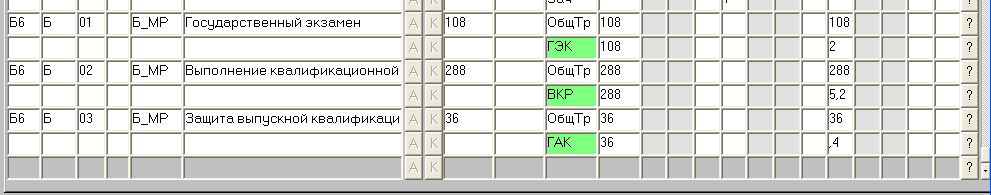 Б6 Б 01 Б_МР Государственный экзамен А К 108 ОбщТр 108 108 ?
А К ГЭК 108 2 ?
Б6 Б 02 Б_МР Выполнение квалификационной А К 288 ОбщТр 288 288 ?
А К ВКР 288 5,2 ?
Б6 Б 03 Б_МР Защита выпускной квалификаци А К 36 ОбщТр 36 36 ?
А К ГАК 36 ,4 ?
А К ?